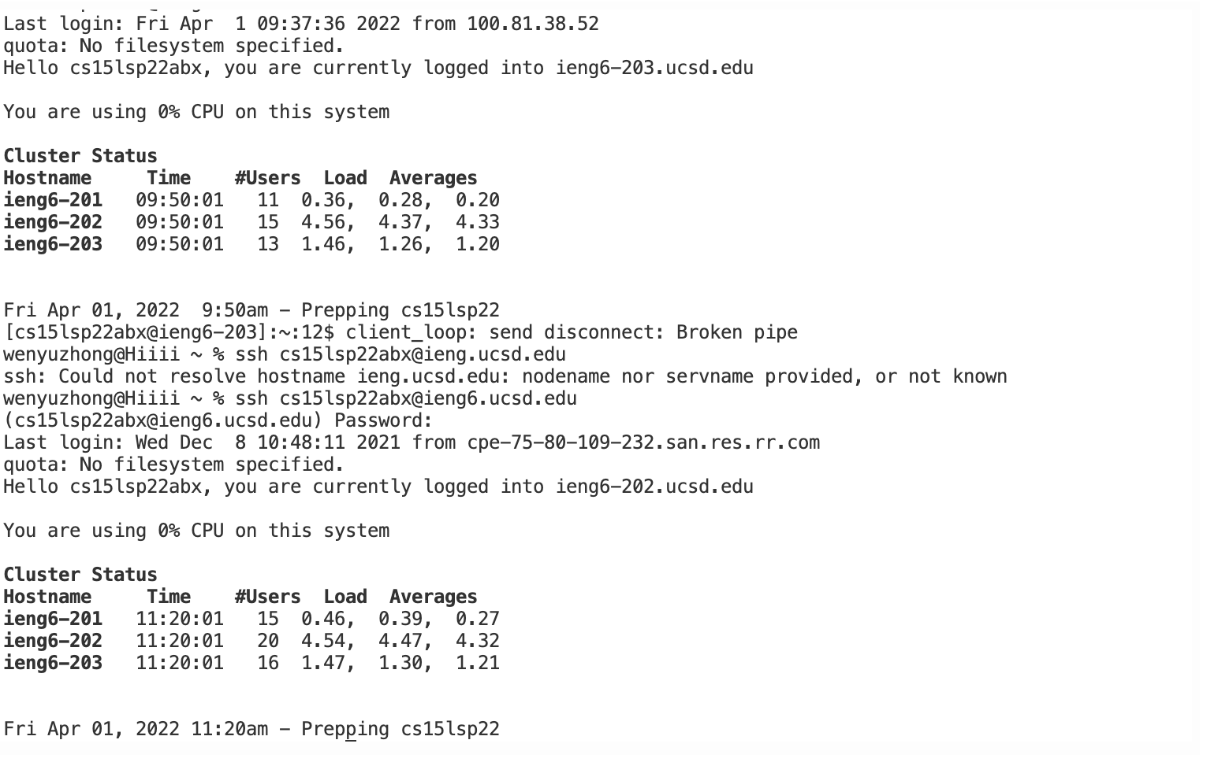 Last login: Fri Apr  1 09:37:36 2022 from 100.81.38.52
quota: No filesystem specified.
Hello cs15lsp22abx, you are currently logged into ieng6-203.ucsd.edu
You are using 0% CPU on this system
Cluster Status
Hostname     Time    #Users  Load  Averages
ieng6-201   09:50:01   11  0.36,  0.28,  0.20
ieng6-202   09:50:01   15  4.56,  4.37,  4.33
ieng6-203   09:50:01   13  1.46,  1.26,  1.20
Fri Apr 01, 2022  9:50am - Prepping cs15lsp22
[cs15lsp22abx@ieng6-203]:~:12$ client_loop: send disconnect: Broken pipe
wenyuzhong@Hiiii ~ % ssh cs15lsp22abx@ieng.ucsd.edu
ssh: Could not resolve hostname ieng.ucsd.edu: nodename nor servname provided, or not known
wenyuzhong@Hiiii ~ % ssh cs15lsp22abx@ieng6.ucsd.edu
(cs15lsp22abx@ieng6.ucsd.edu) Password:
Last login: Wed Dec  8 10:48:11 2021 from cpe-75-80-109-232.san.res.rr.com
quota: No filesystem specified.
Hello cs15lsp22abx, you are currently logged into ieng6-202.ucsd.edu
You are using 0% CPU on this system
Cluster Status
Hostname     Time    #Users  Load  Averages
ieng6-201   11:20:01   15  0.46,  0.39,  0.27
ieng6-202   11:20:01   20  4.54,  4.47,  4.32
ieng6-203   11:20:01   16  1.47,  1.30,  1.21
Fri Apr 01, 2022 11:20am - Prepping cs15lsp22